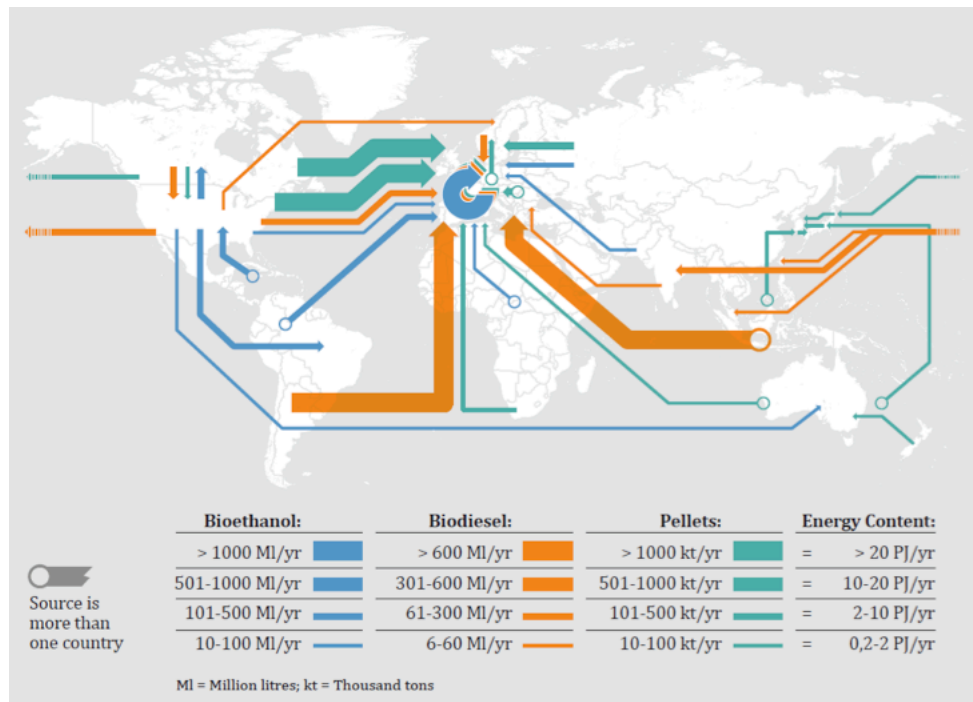 Bioethanol: Biodiesel: Pellets: Energy Content:
> 1000 Ml/yr > 600 Ml/yr > 1000 kt/yr = > 20 PJ/yr
501-1000 Ml/yr 301-600 Ml/yr 501-1000 kt/yr = 10-20 PJ/yr
101-500 Ml/yr 61-300 Ml/yr 101-500 kt/yr = 2-10 PJ/yr
10-100 Ml/yr 6-60 Ml/yr 10-100 kt/yr = 0,2-2 PJ/yr
Source is
more than
one country
Ml = Million litres; kt = Thousand tons